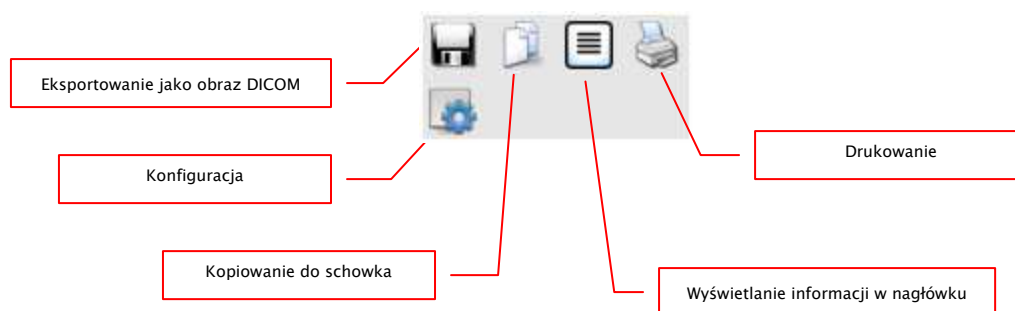 Eksportowanie jako obraz DICOM
Konfiguracja
Drukowanie
Kopiowanie do schowka
Wyświetlanie informacji w nagłówku